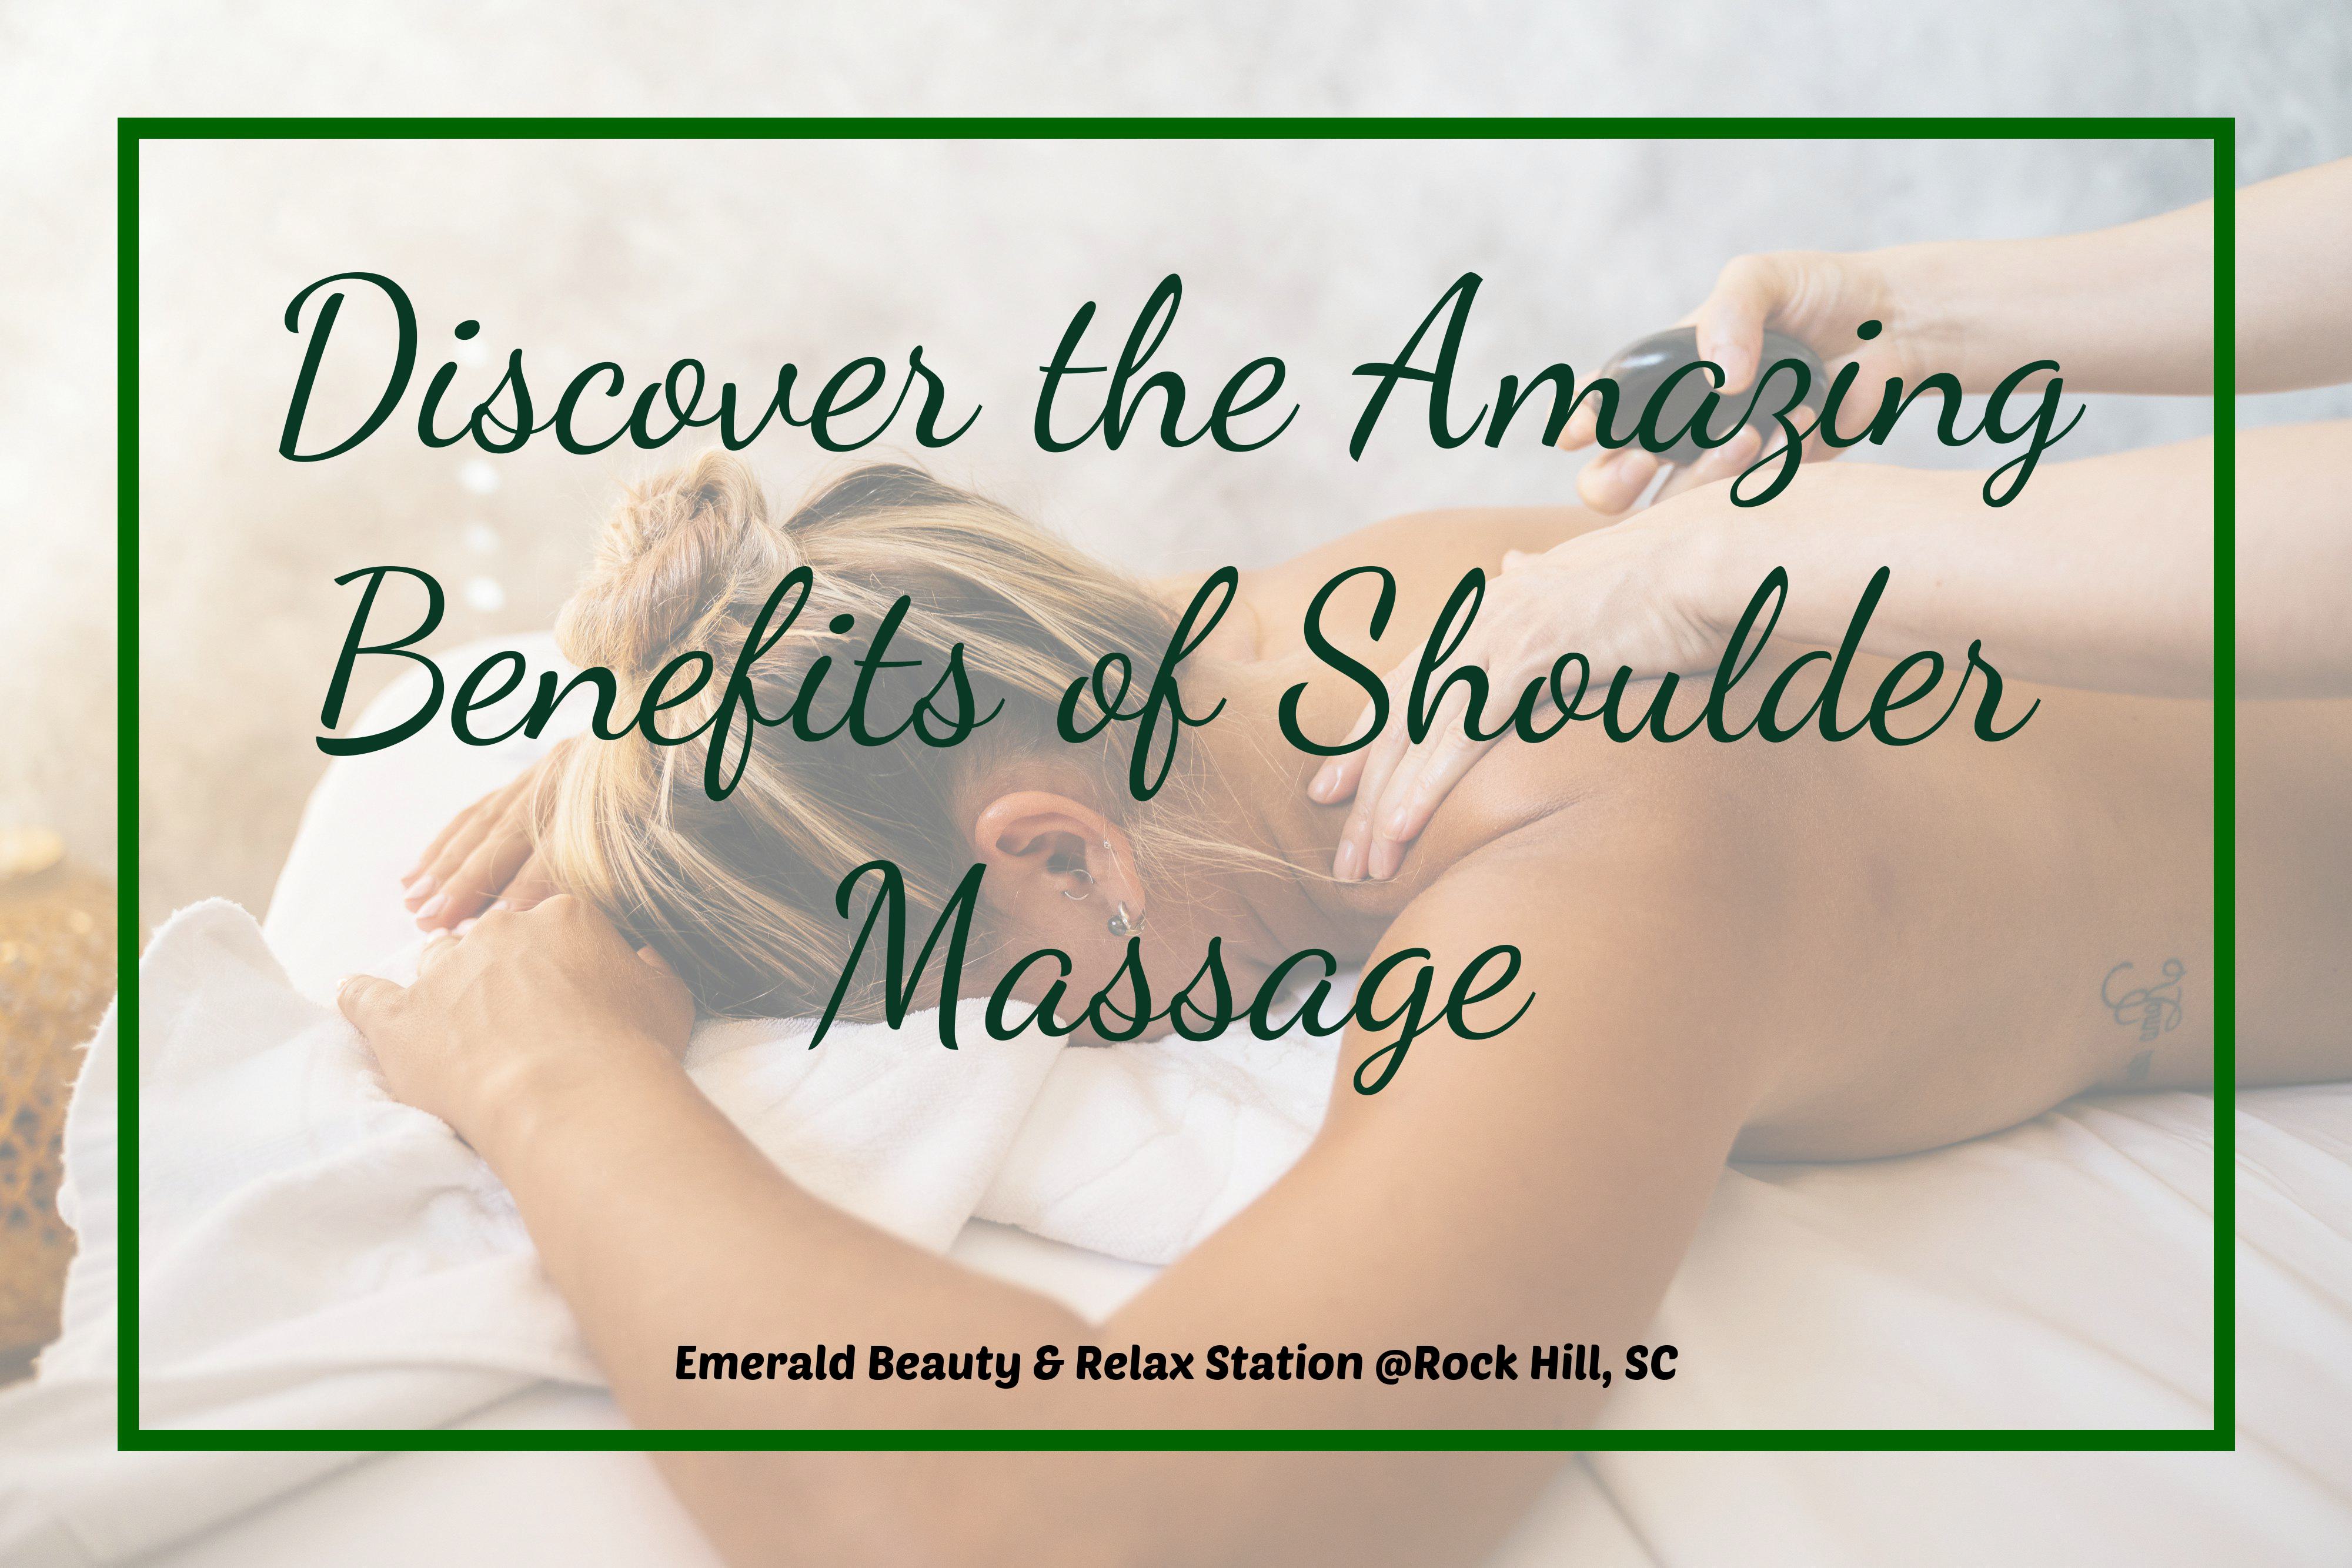 Discover the Amazing
Benefits of Shoulder
Massage
Emerald Beauty & Relax Station @Rock Hill, SC